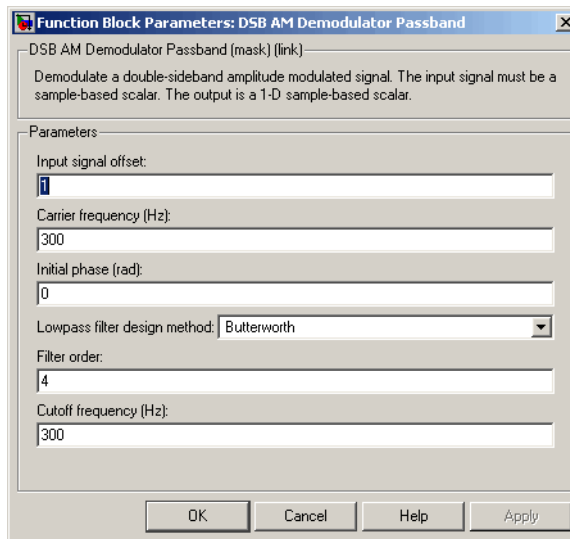 Function Block Parameters: DSB AM Demodulator Passband
DSB AM Demodulator Passband (mask) (link)
Demodulate a double-sideband amplitude modulated signal. The input signal must be a
sample-based scalar. The output is a 1-D sample-based scalar.
Parameters
Input signal offset:
1
Carrier frequency (Hz):
300
Initial phase (rad):
0
Lowpass filter design method: Butterworth
Filter order:
4
Cutoff frequency (Hz):
300
OK Cancel Help Apply